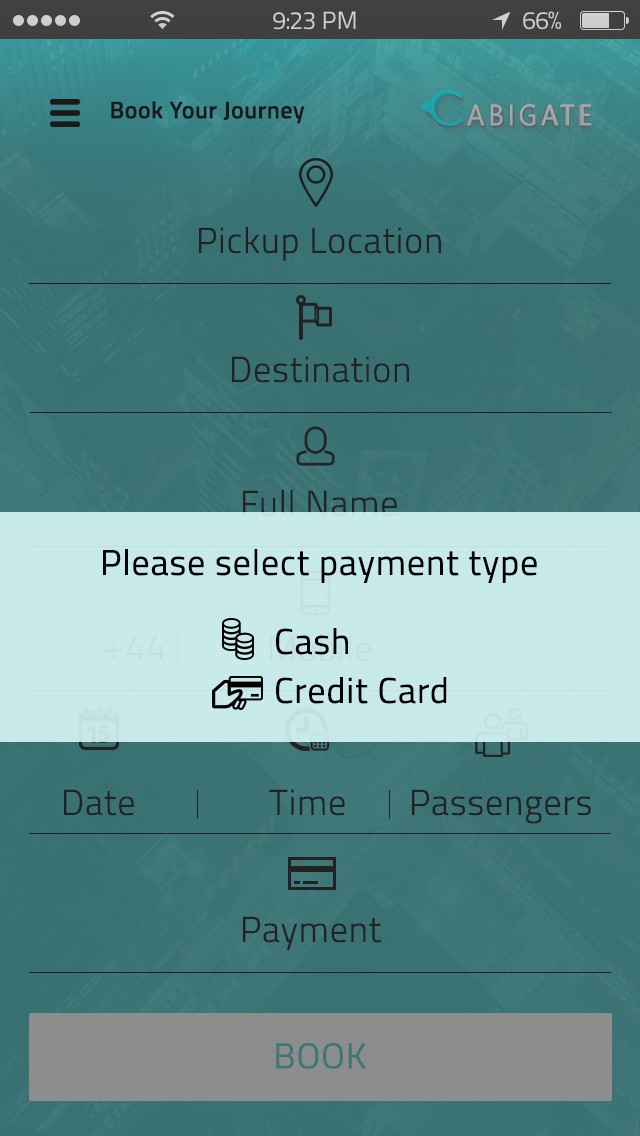 9:23 PM 66%
Book Your Journey CABIGATE
Pickup Location
Destination
Full Name
Please select payment type
+44 Mobile
Cash
Credit Card
15
Date Time Passengers
Payment
BOOK